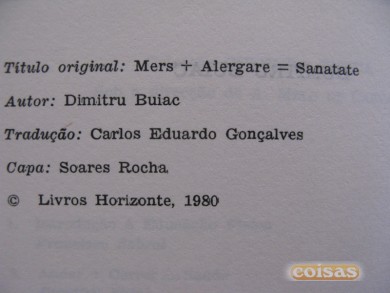 Título original: Mers + Alergare = Sanatate
Autor: Dimitru Buiac
Tradução: Carlos Eduardo Gonçalves
Capa: Soares Rocha
© Livros Horizonte, 1980
coisas